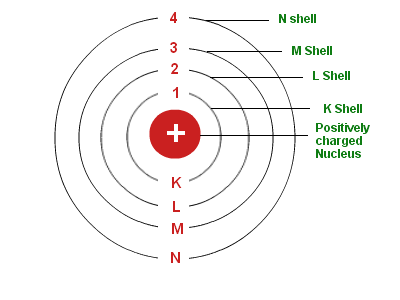 4
N shell
3
M Shell
2
L Shell
1
K Shell
+
Positively
charged
Nucleus
K
L
M
N